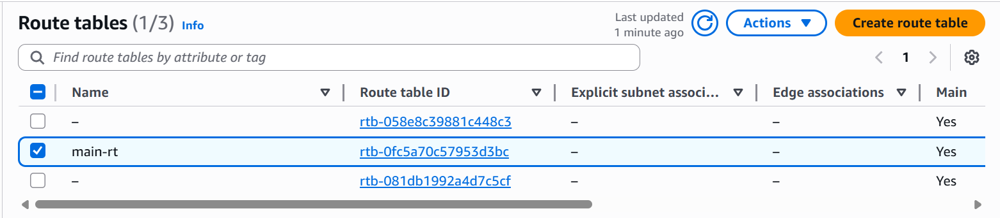 Route tables (1/3) Info
Last updated
1 minute ago
Actions
Create route table
Find route tables by attribute or tag
1
Name Route table ID Explicit subnet associ... Edge associations Main
– rtb-058e8c39881c448c3 – – Yes
main-rt rtb-0fc5a70c57953d3bc – – Yes
– rtb-081db1992a4d7c5cf – – Yes